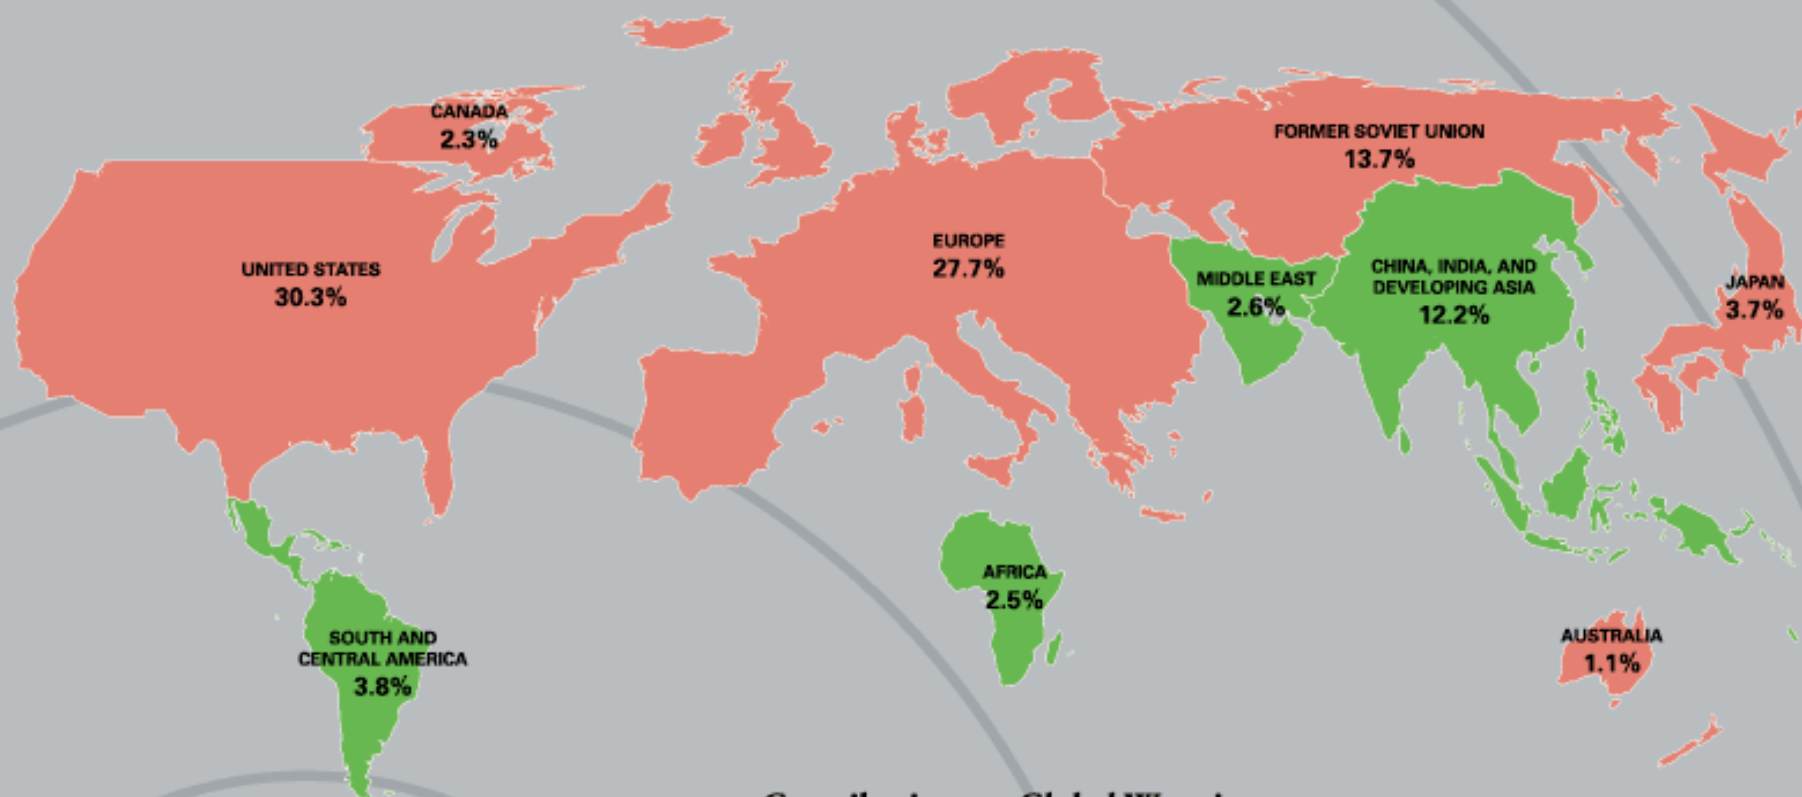 CANADA
2.3%
UNITED STATES
30.3%
EUROPE
27.7%
FORMER SOVIET UNION
13.7%
MIDDLE EAST
2.6%
CHINA, INDIA, AND
DEVELOPING ASIA
12.2%
JAPAN
3.7%
AFRICA
2.5%
SOUTH AND
CENTRAL AMERICA
3.8%
AUSTRALIA
1.1%